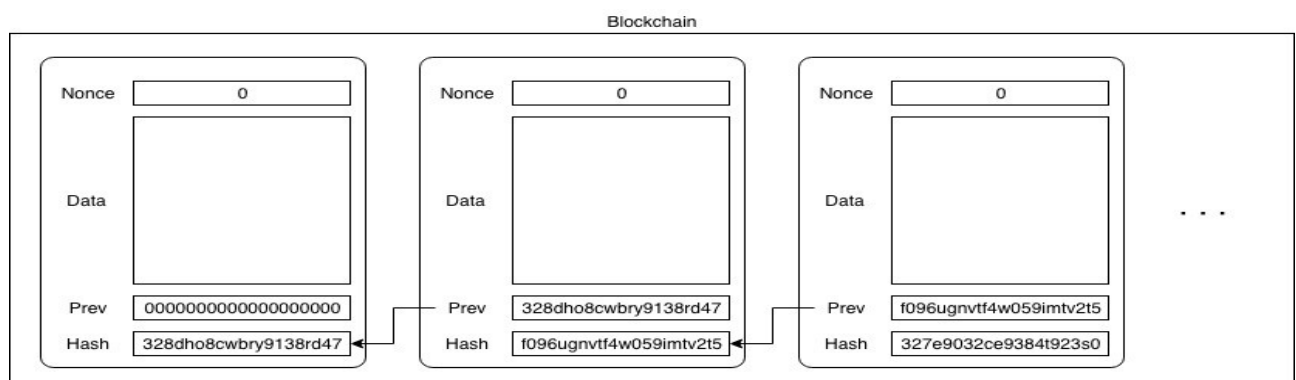 Blockchain
Nonce 0 Nonce 0 Nonce 0
Data Data Data
. . .
Prev 00000000000000000000 Prev 328dho8cwbry9138rd47 Prev f096ugnvtf4w059imtv2t5
Hash 328dho8cwbry9138rd47 Hash f096ugnvtf4w059imtv2t5 Hash 327e9032ce9384t923s0